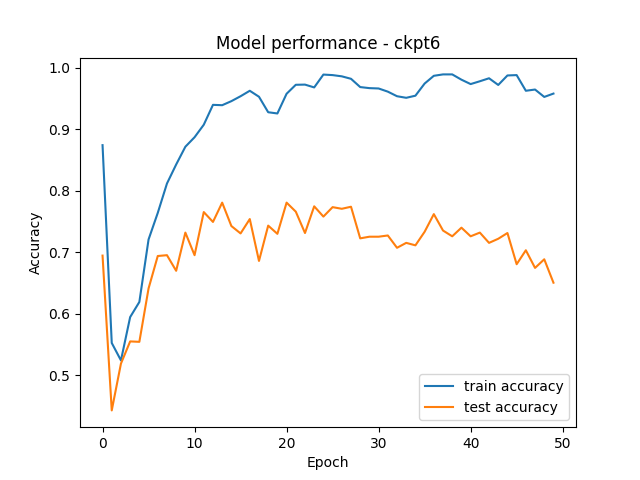 Model performance - ckpt6
1.0
0.9
0.8
0.7
0.6
0.5
Accuracy
0 10 20 30 40 50
Epoch
train accuracy
test accuracy